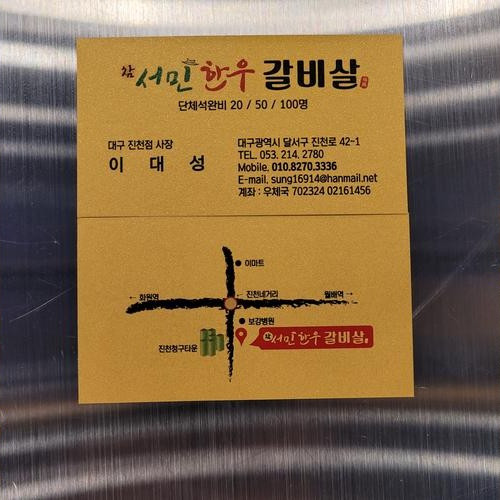 참 서민 한우 갈비살
단체석완비 20 / 50 / 100명
대구 진천점 사장
이 대 성
대구광역시 달서구 진천로 42-1
TEL. 053. 214. 2780
Mobile. 010.8270.3336
E-mail. sung16914@hanmail.net
계좌 : 우체국 702324 02161456
이마트
← 화원역
진천네거리
월배역 →
보강병원
진천청구타운
참 서민 한우 갈비살